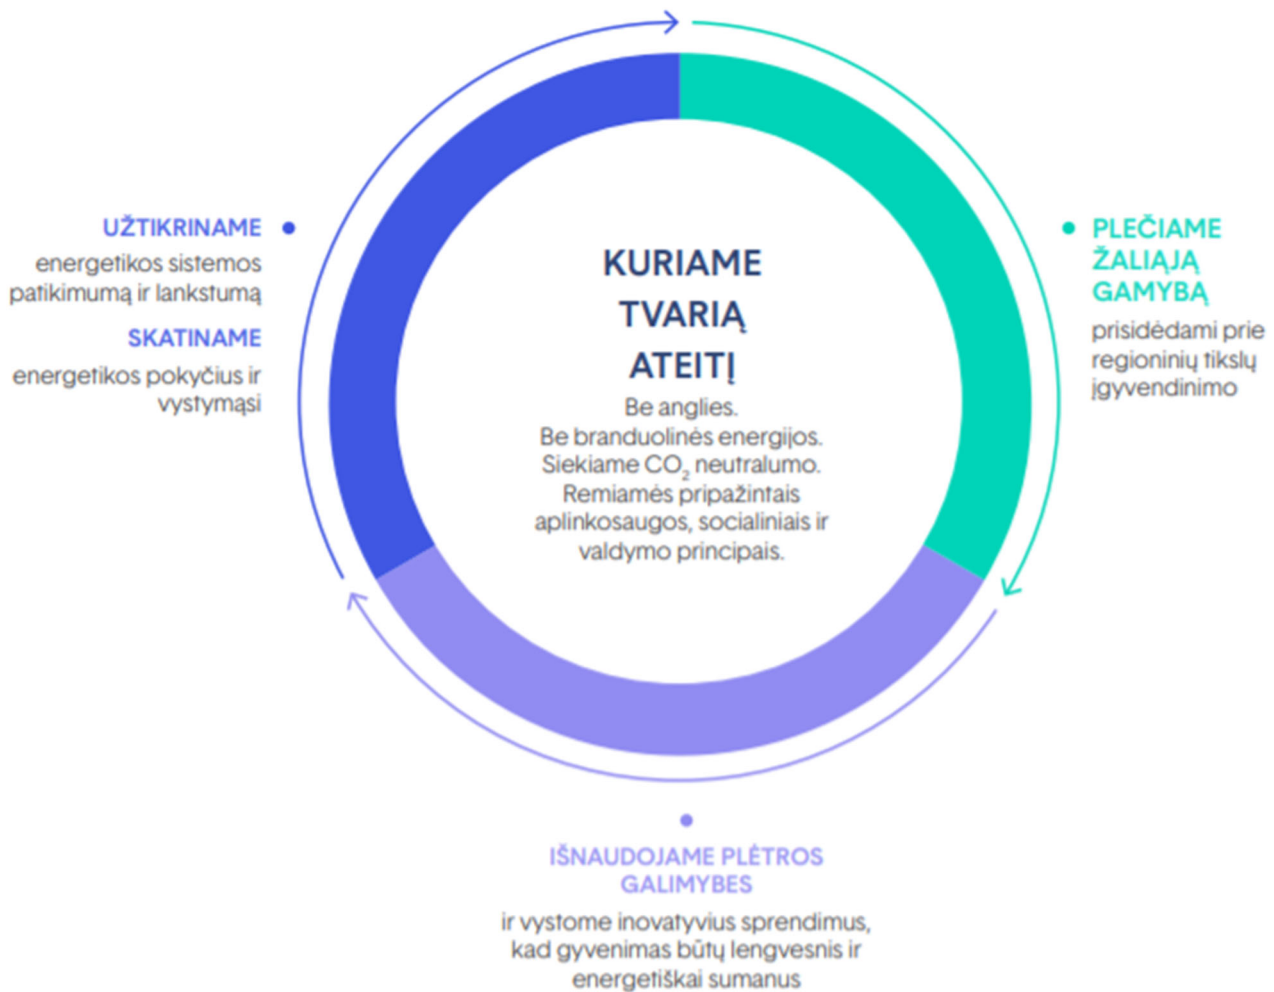 UŽTIKRINAME
energetikos sistemos
patikimumą ir lankstumą
SKATINAME
energetikos pokyčius ir
vystymąsi
KURIAME
TVARIĄ
ATEITĮ
Be anglies.
Be branduolinės energijos.
Siekiame CO₂ neutralumo.
Remiamės pripažintais
aplinkosaugos, socialiniais ir
valdymo principais.
PLEČIAME
ŽALIĄJĄ
GAMYBĄ
prisidėdami prie
regioninių tikslų
įgyvendinimo
IŠNAUDOJAME PLĖTROS
GALIMYBES
ir vystome inovatyvius sprendimus,
kad gyvenimas būtų lengvesnis ir
energetiškai sumanus